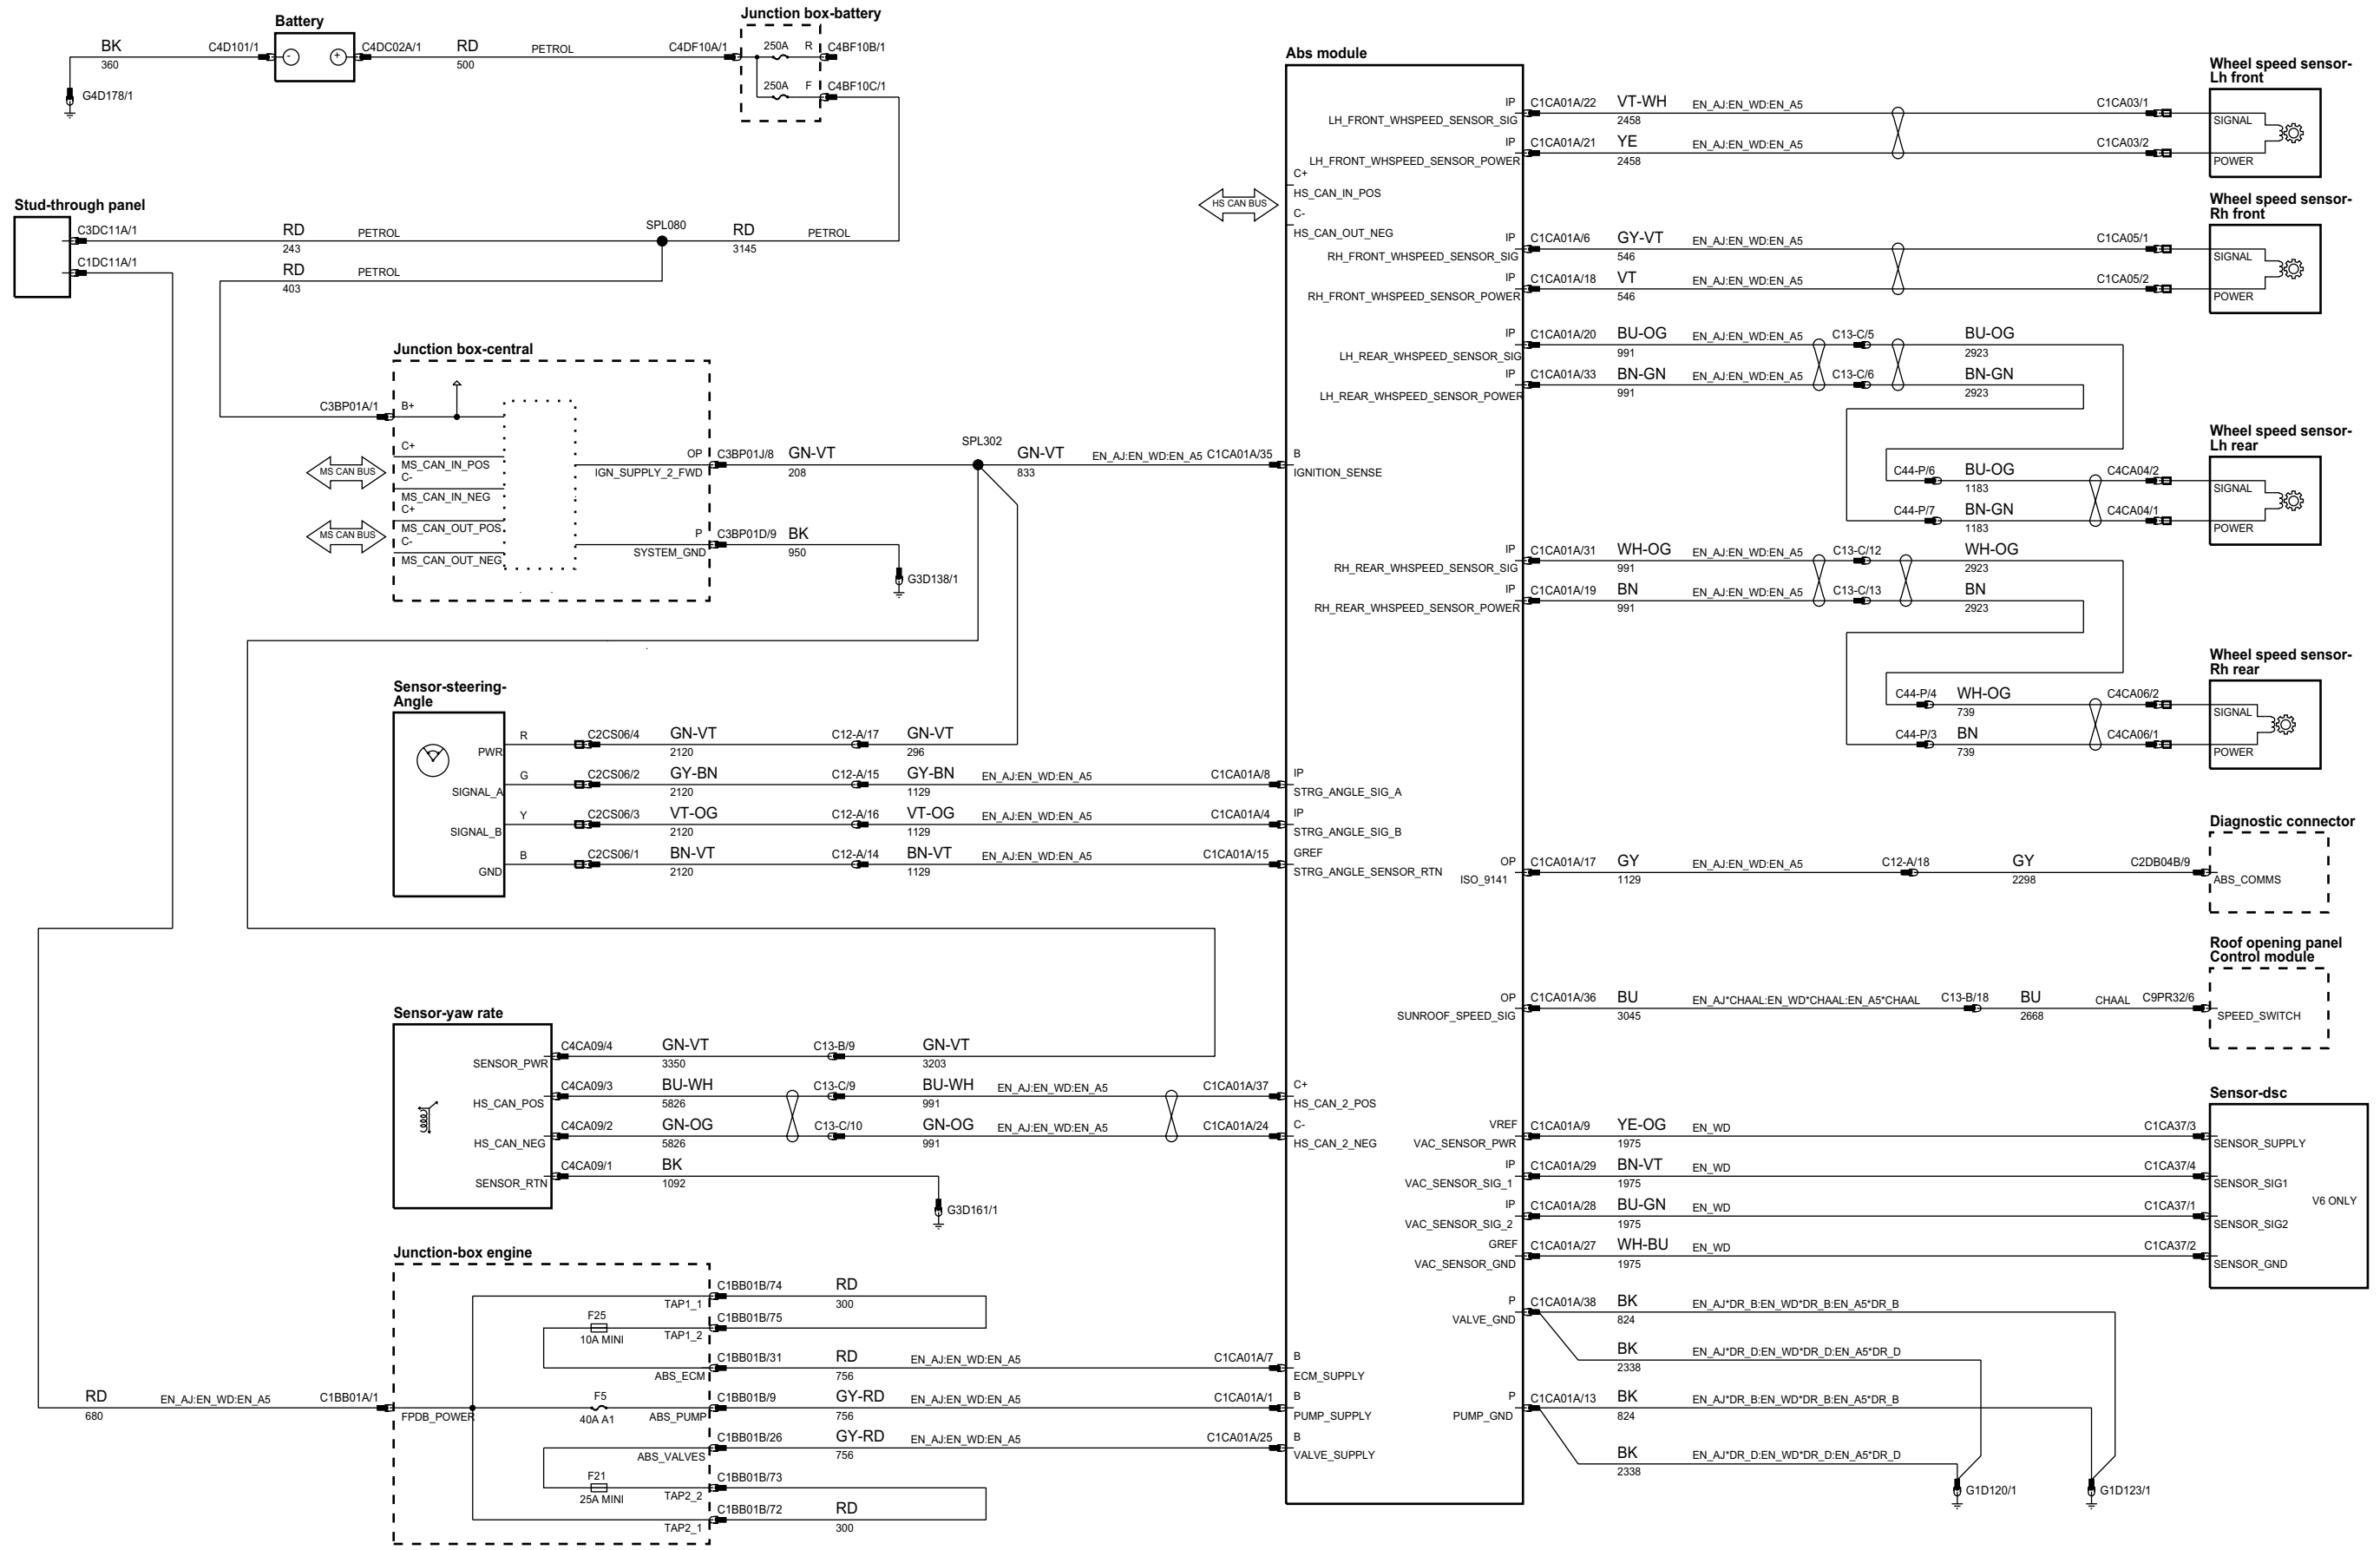 Battery
BK
360
C4D101/1
-
+
C4DC02A/1
RD
500
PETROL
C4DF10A/1
G4D178/1
Junction box-battery
250A
R
C4BF10B/1
250A
F
C4BF10C/1
Stud-through panel
C3DC11A/1
RD
243
PETROL
SPL080
RD
3145
PETROL
C1DC11A/1
RD
403
PETROL
Junction box-central
C3BP01A/1
B+
C+
MS_CAN_IN_POS
C-
MS_CAN_IN_NEG
C+
MS_CAN_OUT_POS
C-
MS_CAN_OUT_NEG
MS CAN BUS
MS CAN BUS
OP
IGN_SUPPLY_2_FWD
C3BP01J/8
GN-VT
208
SPL302
GN-VT
833
EN_AJ:EN_WD:EN_A5
C1CA01A/35
P
SYSTEM_GND
C3BP01D/9
BK
950
G3D138/1
Sensor-steering-
Angle
R
PWR
C2CS06/4
GN-VT
2120
C12-A/17
GN-VT
296
G
SIGNAL_A
C2CS06/2
GY-BN
2120
C12-A/15
GY-BN
1129
EN_AJ:EN_WD:EN_A5
C1CA01A/8
Y
SIGNAL_B
C2CS06/3
VT-OG
2120
C12-A/16
VT-OG
1129
EN_AJ:EN_WD:EN_A5
C1CA01A/4
B
GND
C2CS06/1
BN-VT
2120
C12-A/14
BN-VT
1129
EN_AJ:EN_WD:EN_A5
C1CA01A/15
Sensor-yaw rate
SENSOR_PWR
C4CA09/4
GN-VT
3350
C13-B/9
GN-VT
3203
HS_CAN_POS
C4CA09/3
BU-WH
5826
C13-C/9
BU-WH
991
EN_AJ:EN_WD:EN_A5
C1CA01A/37
HS_CAN_NEG
C4CA09/2
GN-OG
5826
C13-C/10
GN-OG
991
EN_AJ:EN_WD:EN_A5
C1CA01A/24
SENSOR_RTN
C4CA09/1
BK
1092
G3D161/1
Junction-box engine
TAP1_1
C1BB01B/74
RD
300
F25
10A MINI
TAP1_2
C1BB01B/75
ABS_ECM
C1BB01B/31
RD
756
EN_AJ:EN_WD:EN_A5
C1CA01A/7
RD
680
EN_AJ:EN_WD:EN_A5
C1BB01A/1
FPDB_POWER
F5
40A A1
ABS_PUMP
C1BB01B/9
GY-RD
756
EN_AJ:EN_WD:EN_A5
C1CA01A/1
ABS_VALVES
C1BB01B/26
GY-RD
756
EN_AJ:EN_WD:EN_A5
C1CA01A/25
F21
25A MINI
TAP2_2
C1BB01B/73
TAP2_1
C1BB01B/72
RD
300
Abs module
HS CAN BUS
C+
HS_CAN_IN_POS
C-
HS_CAN_OUT_NEG
B
IGNITION_SENSE
IP
STRG_ANGLE_SIG_A
IP
STRG_ANGLE_SIG_B
GREF
STRG_ANGLE_SENSOR_RTN
C+
HS_CAN_2_POS
C-
HS_CAN_2_NEG
B
ECM_SUPPLY
B
PUMP_SUPPLY
B
VALVE_SUPPLY
IP
LH_FRONT_WHSPEED_SENSOR_SIG
C1CA01A/22
VT-WH
2458
EN_AJ:EN_WD:EN_A5
C1CA03/1
IP
LH_FRONT_WHSPEED_SENSOR_POWER
C1CA01A/21
YE
2458
EN_AJ:EN_WD:EN_A5
C1CA03/2
Wheel speed sensor-
Lh front
SIGNAL
POWER
IP
RH_FRONT_WHSPEED_SENSOR_SIG
C1CA01A/6
GY-VT
546
EN_AJ:EN_WD:EN_A5
C1CA05/1
IP
RH_FRONT_WHSPEED_SENSOR_POWER
C1CA01A/18
VT
546
EN_AJ:EN_WD:EN_A5
C1CA05/2
Wheel speed sensor-
Rh front
SIGNAL
POWER
IP
LH_REAR_WHSPEED_SENSOR_SIG
C1CA01A/20
BU-OG
991
EN_AJ:EN_WD:EN_A5
C13-C/5
BU-OG
2923
IP
LH_REAR_WHSPEED_SENSOR_POWER
C1CA01A/33
BN-GN
991
EN_AJ:EN_WD:EN_A5
C13-C/6
BN-GN
2923
Wheel speed sensor-
Lh rear
C44-P/6
BU-OG
1183
C4CA04/2
SIGNAL
C44-P/7
BN-GN
1183
C4CA04/1
POWER
IP
RH_REAR_WHSPEED_SENSOR_SIG
C1CA01A/31
WH-OG
991
EN_AJ:EN_WD:EN_A5
C13-C/12
WH-OG
2923
IP
RH_REAR_WHSPEED_SENSOR_POWER
C1CA01A/19
BN
991
EN_AJ:EN_WD:EN_A5
C13-C/13
BN
2923
Wheel speed sensor-
Rh rear
C44-P/4
WH-OG
739
C4CA06/2
SIGNAL
C44-P/3
BN
739
C4CA06/1
POWER
Diagnostic connector
OP
ISO_9141
C1CA01A/17
GY
1129
EN_AJ:EN_WD:EN_A5
C12-A/18
GY
2298
C2DB04B/9
ABS_COMMS
Roof opening panel
Control module
OP
SUNROOF_SPEED_SIG
C1CA01A/36
BU
3045
EN_AJ*CHAAL:EN_WD*CHAAL:EN_A5*CHAAL
C13-B/18
BU
2668
CHAAL
C9PR32/6
SPEED_SWITCH
Sensor-dsc
VREF
VAC_SENSOR_PWR
C1CA01A/9
YE-OG
1975
EN_WD
C1CA37/3
SENSOR_SUPPLY
IP
VAC_SENSOR_SIG_1
C1CA01A/29
BN-VT
1975
EN_WD
C1CA37/4
SENSOR_SIG1
V6 ONLY
IP
VAC_SENSOR_SIG_2
C1CA01A/28
BU-GN
1975
EN_WD
C1CA37/1
SENSOR_SIG2
GREF
VAC_SENSOR_GND
C1CA01A/27
WH-BU
1975
EN_WD
C1CA37/2
SENSOR_GND
P
VALVE_GND
C1CA01A/38
BK
824
EN_AJ*DR_B:EN_WD*DR_B:EN_A5*DR_B
BK
2338
EN_AJ*DR_D:EN_WD*DR_D:EN_A5*DR_D
P
PUMP_GND
C1CA01A/13
BK
824
EN_AJ*DR_B:EN_WD*DR_B:EN_A5*DR_B
BK
2338
EN_AJ*DR_D:EN_WD*DR_D:EN_A5*DR_D
G1D120/1
G1D123/1